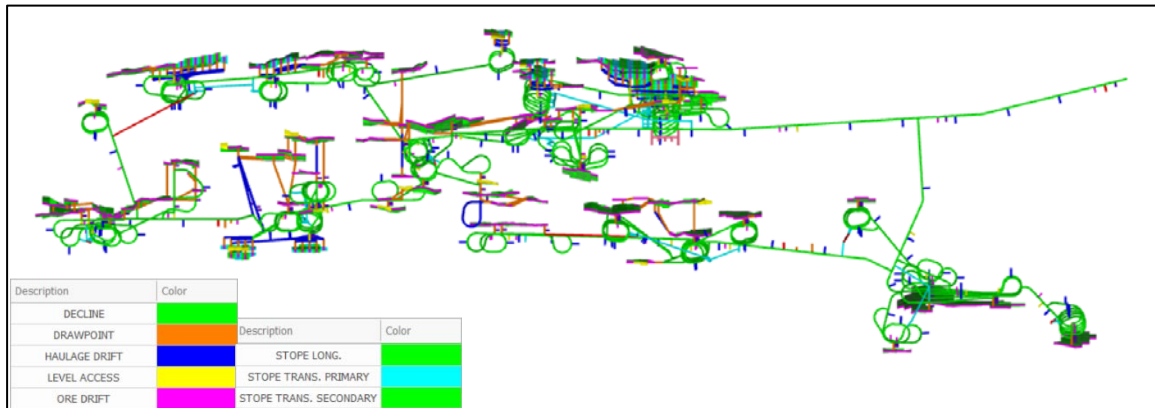 Description Color
DECLINE
DRAWPOINT
HAULAGE DRIFT
LEVEL ACCESS
ORE DRIFT
Description Color
STOPE LONG.
STOPE TRANS. PRIMARY
STOPE TRANS. SECONDARY